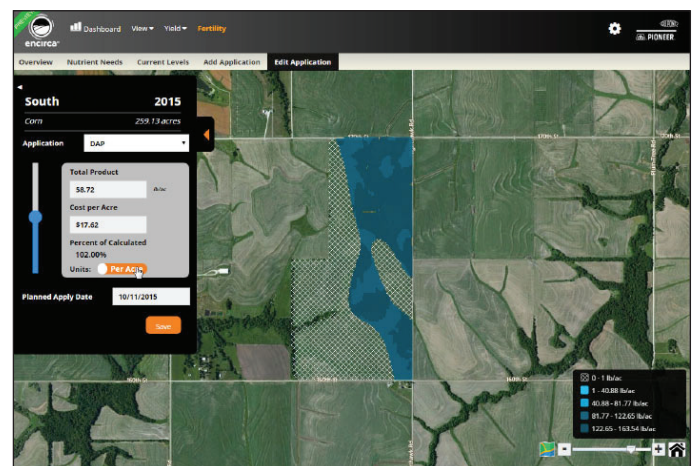 encirca
Dashboard View Yield Fertility
PIONEER
Overview Nutrient Needs Current Levels Add Application Edit Application
South 2015
Corn 259.13 acres
Application DAP
Total Product
58.72
Cost per Acre
$17.62
Percent of Calculated
102.00%
Units: Per Acre
Planned Apply Date 10/11/2015
Save
0 - 1 lb/ac
1 - 40.88 lb/ac
40.88 - 81.77 lb/ac
81.77 - 122.65 lb/ac
122.65 - 163.54 lb/ac